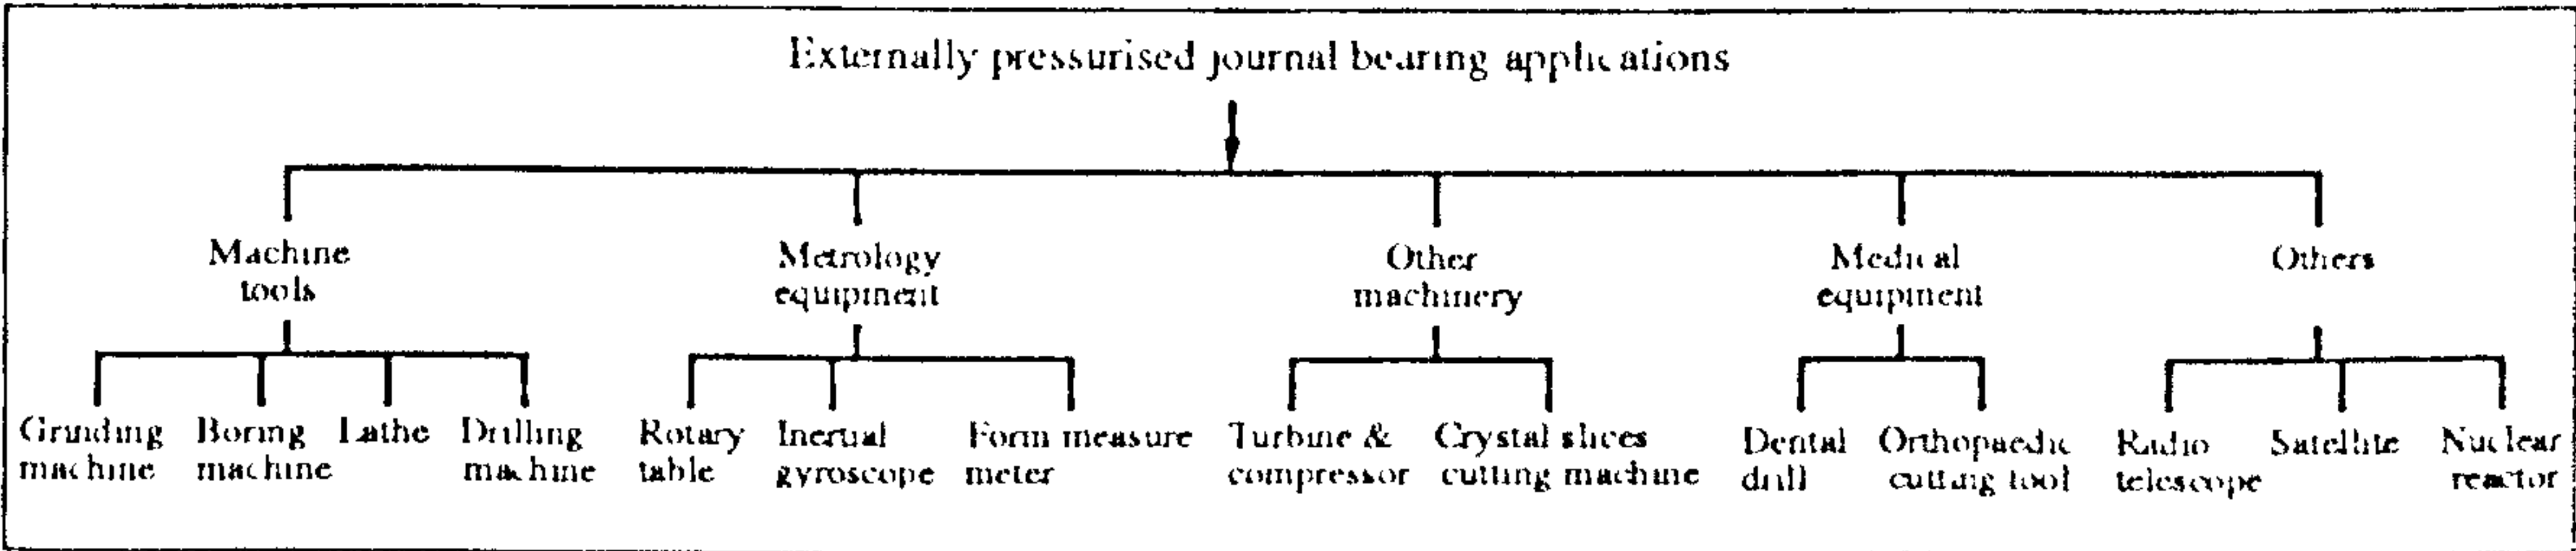 Externally pressurised journal bearing applications
Machine
tools
Metrology
equipment
Other
machinery
Medical
equipment
Others
Grinding
machine
Boring
machine
Lathe
Drilling
machine
Rotary
table
Inertial
gyroscope
Form measure
meter
Turbine &
compressor
Crystal slices
cutting machine
Dental
drill
Orthopaedic
cutting tool
Radio
telescope
Satellite
Nuclear
reactor